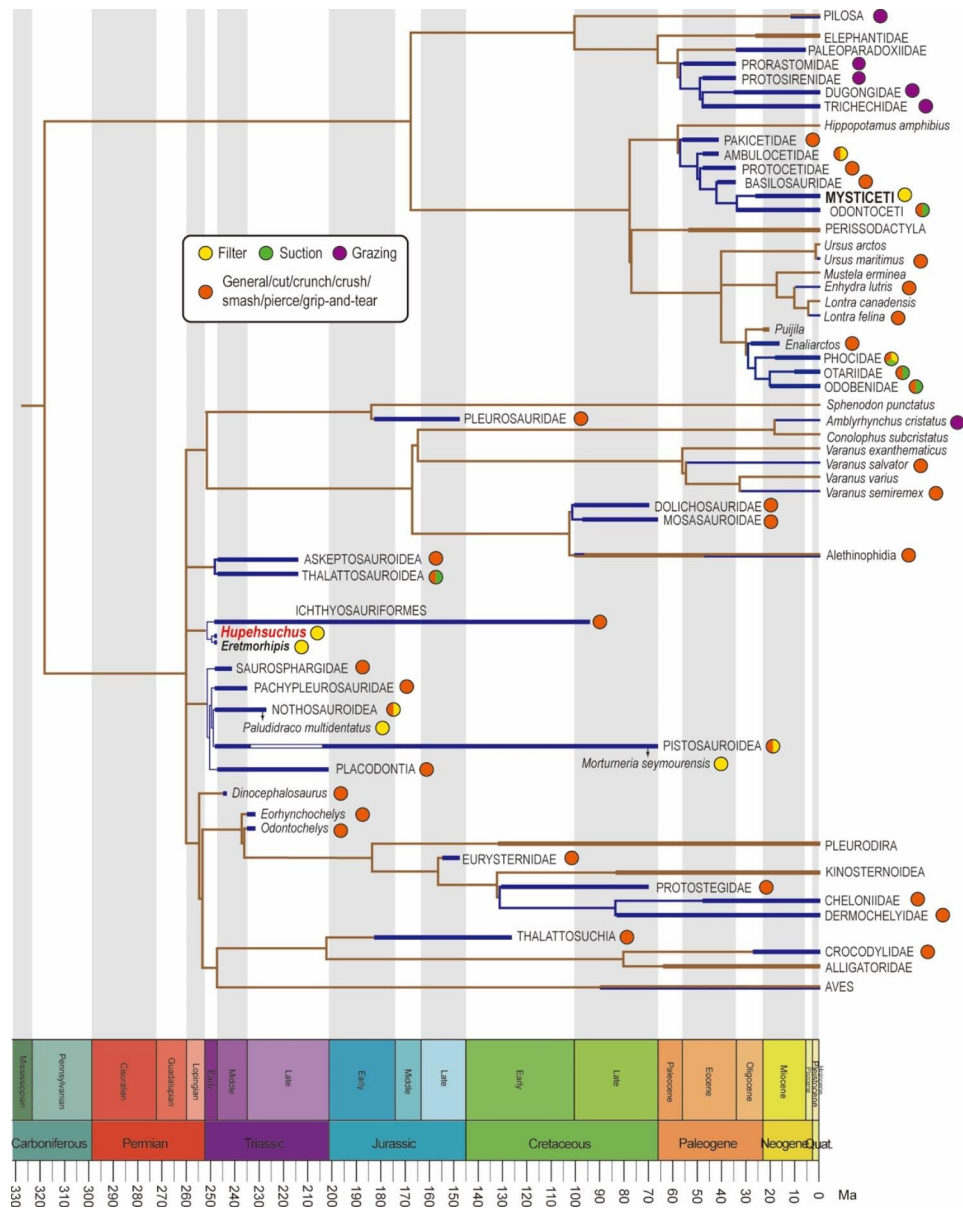 PILOSA
ELEPHANTIDAE
PALEOPARADOXIIDAE
PRORASTOMIDAE
PROTOSIRENIDAE
DUGONGIDAE
TRICHECHIDAE
Hippopotamus amphibius
PAKICETIDAE
AMBULOCETIDAE
PROTOCETIDAE
BASILOSAURIDAE
MYSTICETI
ODONTOCETI
PERISSODACTYLA
Filter Suction Grazing
General/cut/crunch/crush/
smash/pierce/grip-and-tear
Ursus arctos
Ursus maritimus
Mustela erminea
Enhydra lutris
Lontra canadensis
Lontra felina
Puijila
Enaliarctos
PHOCIDAE
OTARIIDAE
ODOBENIDAE
Sphenodon punctatus
PLEUROSAURIDAE
Amblyrhynchus cristatus
Conolophus subcristatus
Varanus exanthematicus
Varanus salvator
Varanus varius
Varanus semiremex
DOLICHOSAURIDAE
MOSASAUROIDAE
Alethinophidia
ASKEPTOSAUROIDEA
THALATTOSAUROIDEA
ICHTHYOSAURIFORMES
Hupehsuchus
Eretmorhipis
SAUROSPHARGIDAE
PACHYPLEUROSAURIDAE
NOTHOSAUROIDEA
Paludidraco multidentatus
PISTOSAUROIDEA
Morturneria seymourensis
PLACODONTIA
Dinocephalosaurus
Eorhynchochelys
Odontochelys
PLEURODIRA
EURYSTERNIDAE
KINOSTERNOIDEA
PROTOSTEGIDAE
CHELONIIDAE
DERMOCHELYIDAE
THALATTOSUCHIA
CROCODYLIDAE
ALLIGATORIDAE
AVES
Mississippian Pennsylvanian Cisuralian Guadalupian Lopingian Early Middle Late Early Middle Late Early Late Paleocene Eocene Oligocene Miocene Pliocene Pleistocene
Carboniferous Permian Triassic Jurassic Cretaceous Paleogene Neogene Quat.
330 320 310 300 290 280 270 260 250 240 230 220 210 200 190 180 170 160 150 140 130 120 110 100 90 80 70 60 50 40 30 20 10 0 Ma